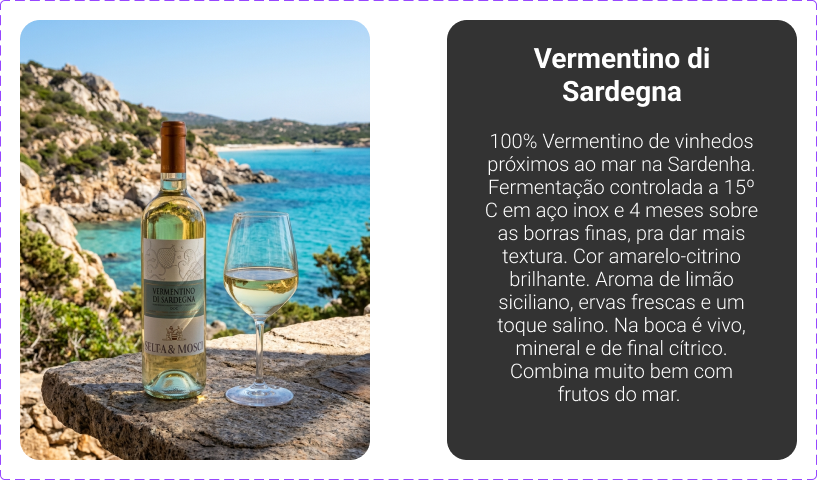 VERMENTINO
DI SARDEGNA
SELLA & MOSCA
Vermentino di
Sardegna
100% Vermentino de vinhedos
próximos ao mar na Sardenha.
Fermentação controlada a 15º
C em aço inox e 4 meses sobre
as borras finas, pra dar mais
textura. Cor amarelo-citrino
brilhante. Aroma de limão
siciliano, ervas frescas e um
toque salino. Na boca é vivo,
mineral e de final cítrico.
Combina muito bem com
frutos do mar.